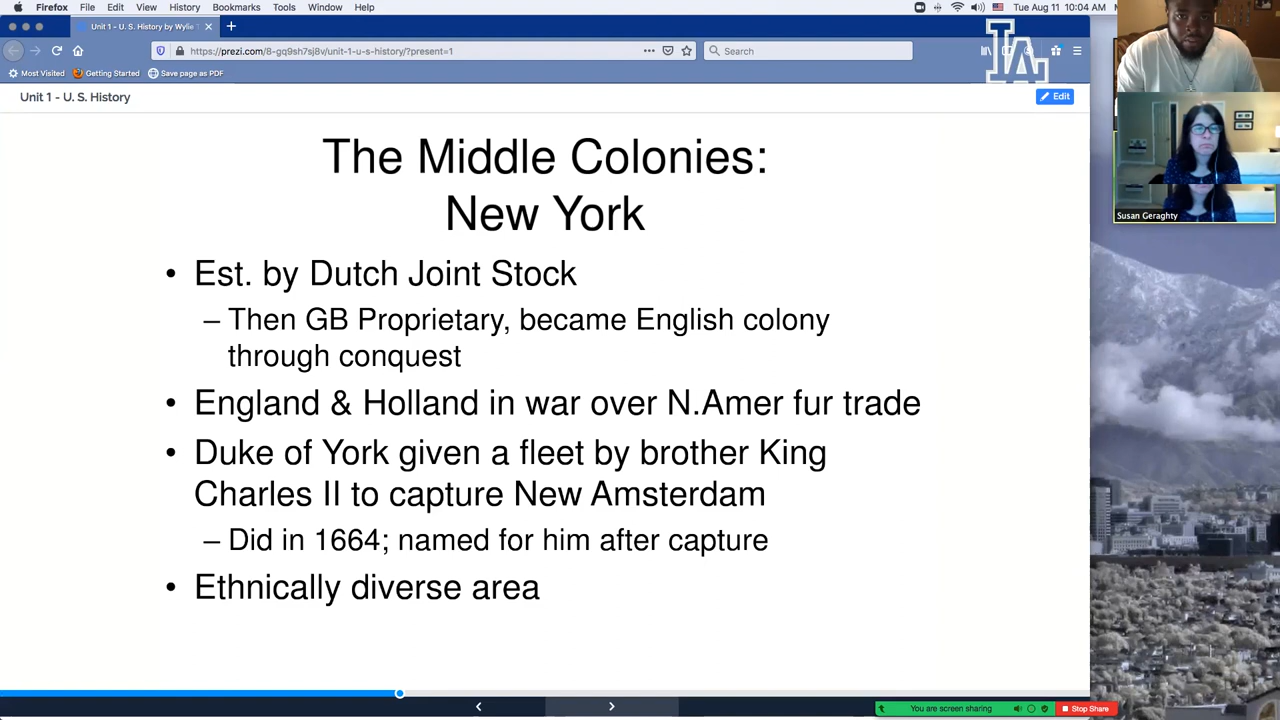 Firefox File Edit View History Bookmarks Tools Window Help Tue Aug 11 10:04 AM
Unit 1 - U. S. History by Wylie
https://prezi.com/8-gq9sh7sj8v/unit-1-u-s-history/?present=1
Search
LA
Most Visited Getting Started Save page as PDF
Unit 1 - U. S. History
Edit
The Middle Colonies:
New York
• Est. by Dutch Joint Stock
– Then GB Proprietary, became English colony
through conquest
• England & Holland in war over N.Amer fur trade
• Duke of York given a fleet by brother King
Charles II to capture New Amsterdam
– Did in 1664; named for him after capture
• Ethnically diverse area
Susan Geraghty
You are screen sharing
Stop Share